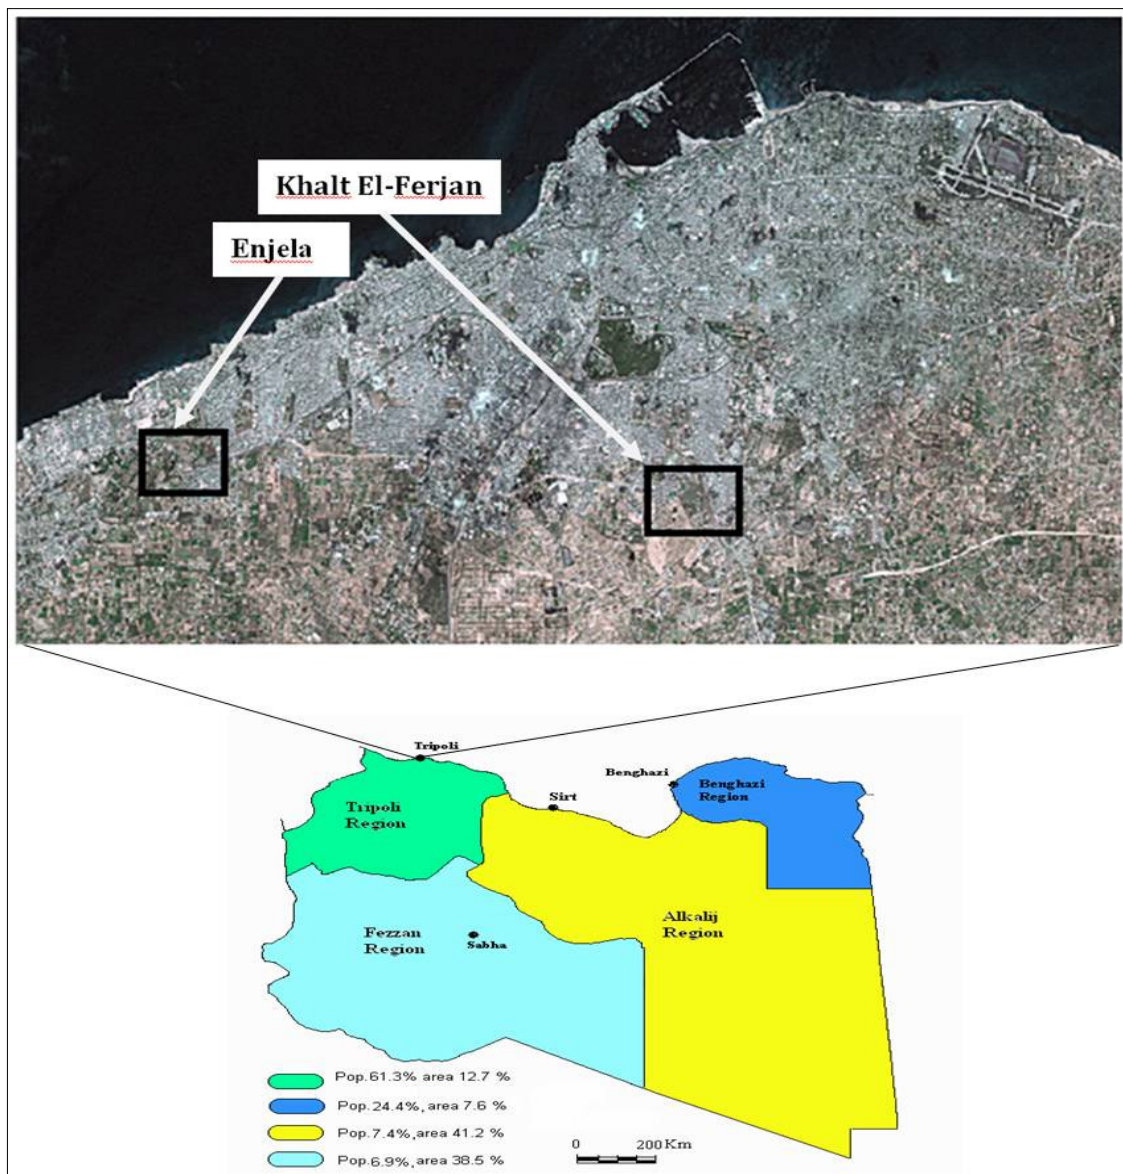 Khalt El-Ferjan
Enjela
Tripoli
Benghazi
Benghazi
Region
Sirt
Tripoli
Region
Alkalij
Region
Fezzan
Region
Sabha
Pop.61.3% area 12.7 %
Pop.24.4%, area 7.6 %
Pop.7.4%, area 41.2 %
Pop.6.9%, area 38.5 %
0 200 Km